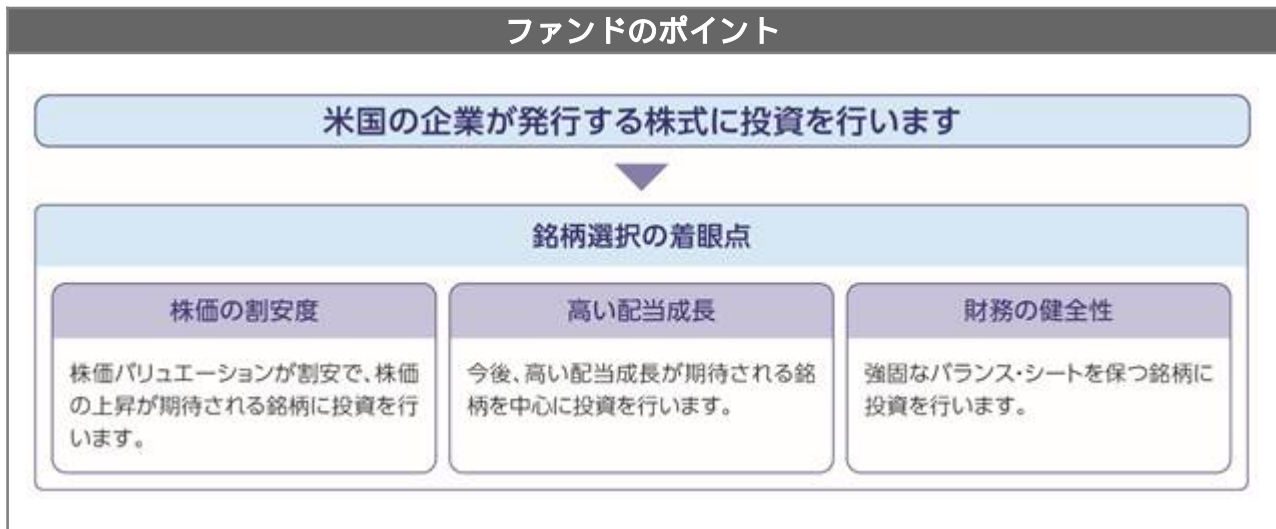 ファンドのポイント
米国の企業が発行する株式に投資を行います
銘柄選択の着眼点
株価の割安度
株価バリュエーションが割安で、株価
の上昇が期待される銘柄に投資を行
います。
高い配当成長
今後、高い配当成長が期待される銘
柄を中心に投資を行います。
財務の健全性
強固なバランス・シートを保つ銘柄に
投資を行います。